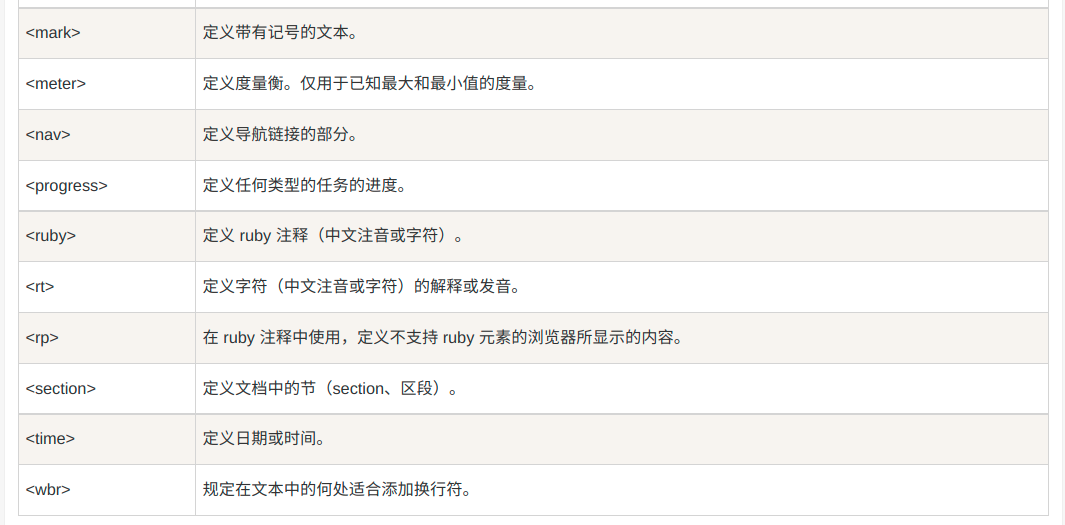 <mark> 定义带有记号的文本。
<meter> 定义度量衡。仅用于已知最大和最小值的度量。
<nav> 定义导航链接的部分。
<progress> 定义任何类型的任务的进度。
<ruby> 定义 ruby 注释（中文注音或字符）。
<rt> 定义字符（中文注音或字符）的解释或发音。
<rp> 在 ruby 注释中使用，定义不支持 ruby 元素的浏览器所显示的内容。
<section> 定义文档中的节（section、区段）。
<time> 定义日期或时间。
<wbr> 规定在文本中的何处适合添加换行符。